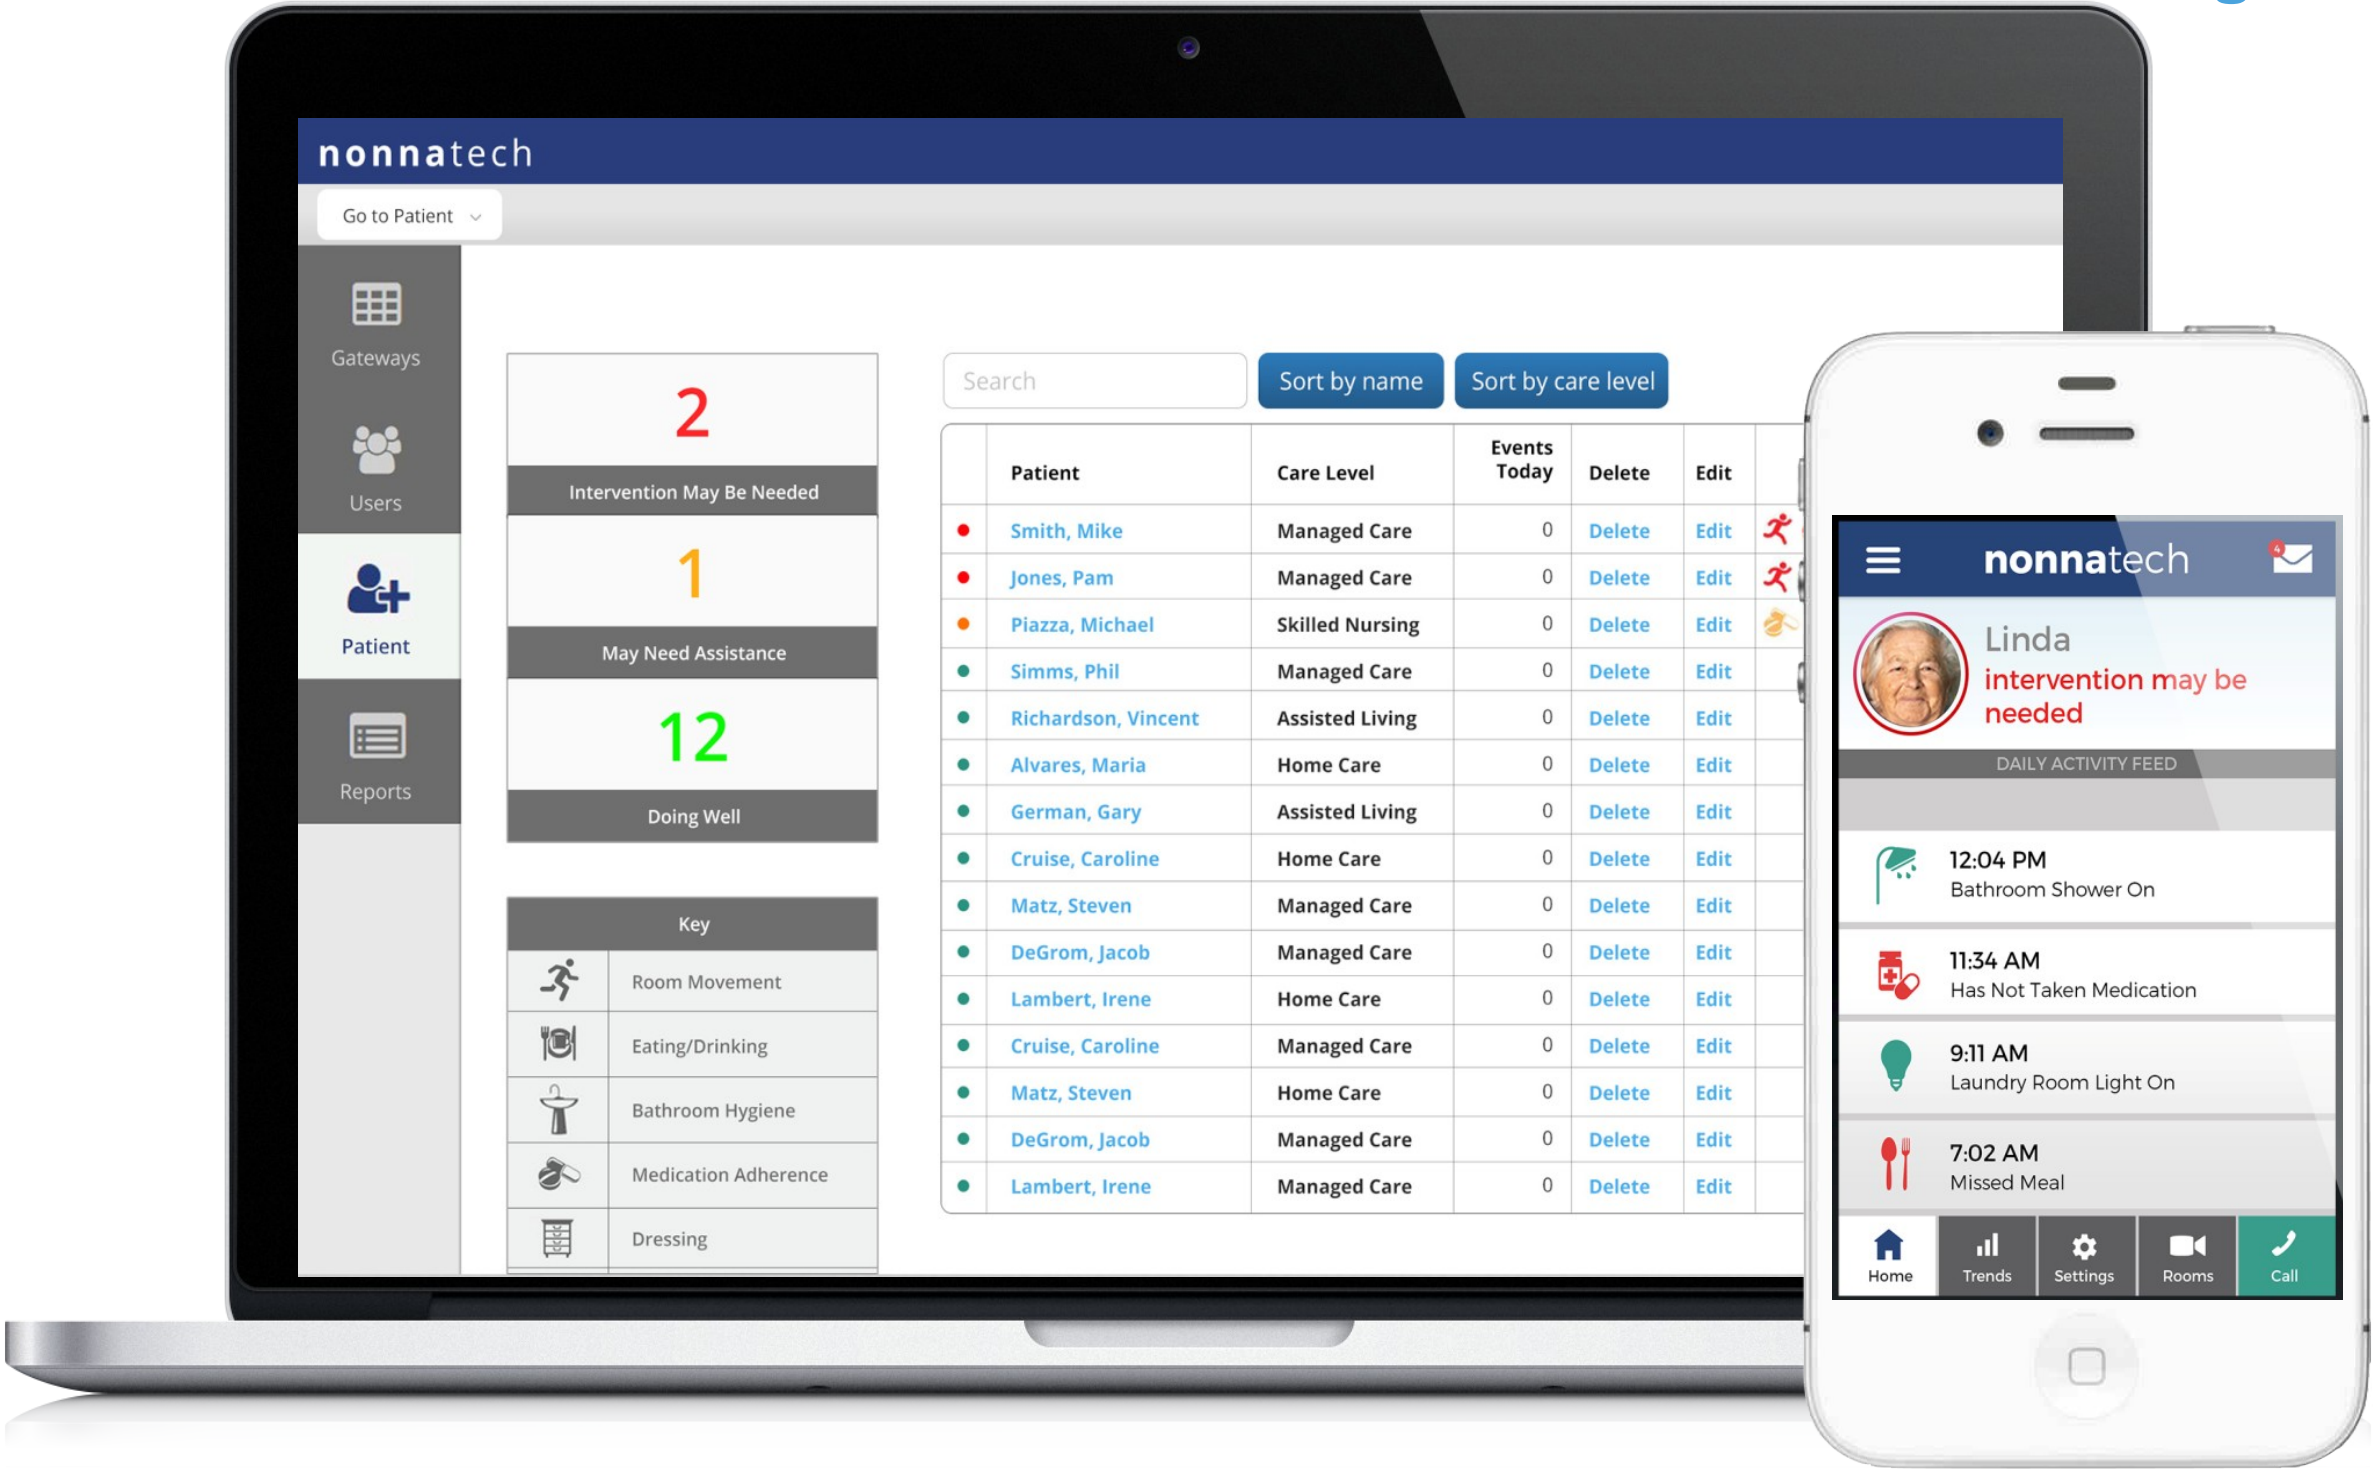 nonnatech
Go to Patient
Gateways
Users
Patient
Reports
2
Intervention May Be Needed
1
May Need Assistance
12
Doing Well
Key
Room Movement
Eating/Drinking
Bathroom Hygiene
Medication Adherence
Dressing
Search Sort by name Sort by care level
Patient Care Level Events Today Delete Edit
Smith, Mike Managed Care 0 Delete Edit
Jones, Pam Managed Care 0 Delete Edit
Piazza, Michael Skilled Nursing 0 Delete Edit
Simms, Phil Managed Care 0 Delete Edit
Richardson, Vincent Assisted Living 0 Delete Edit
Alvares, Maria Home Care 0 Delete Edit
German, Gary Assisted Living 0 Delete Edit
Cruise, Caroline Home Care 0 Delete Edit
Matz, Steven Managed Care 0 Delete Edit
DeGrom, Jacob Managed Care 0 Delete Edit
Lambert, Irene Home Care 0 Delete Edit
Cruise, Caroline Managed Care 0 Delete Edit
Matz, Steven Home Care 0 Delete Edit
DeGrom, Jacob Managed Care 0 Delete Edit
Lambert, Irene Managed Care 0 Delete Edit
nonnatech 4
Linda
intervention may be
needed
DAILY ACTIVITY FEED
12:04 PM
Bathroom Shower On
11:34 AM
Has Not Taken Medication
9:11 AM
Laundry Room Light On
7:02 AM
Missed Meal
Home Trends Settings Rooms Call